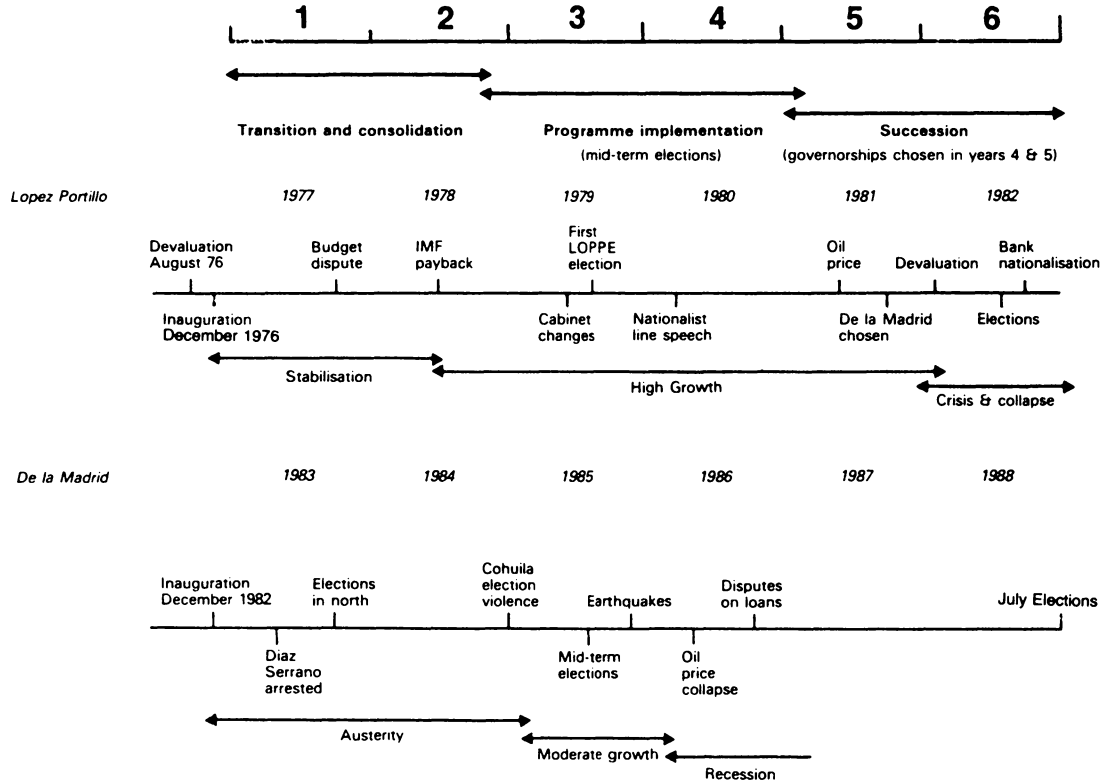 1 2 3 4 5 6
Transition and consolidation
Programme implementation
(mid-term elections)
Succession
(governorships chosen in years 4 & 5)
Lopez Portillo 1977 1978 1979 1980 1981 1982
Devaluation
August 76
Budget
dispute
IMF
payback
First
LOPPE
election
Oil
price
Devaluation
Bank
nationalisation
Inauguration
December 1976
Cabinet
changes
Nationalist
line speech
De la Madrid
chosen
Elections
Stabilisation
High Growth
Crisis & collapse
De la Madrid 1983 1984 1985 1986 1987 1988
Inauguration
December 1982
Elections
in north
Cohuila
election
violence
Earthquakes
Disputes
on loans
July Elections
Diaz
Serrano
arrested
Mid-term
elections
Oil
price
collapse
Austerity
Moderate growth
Recession